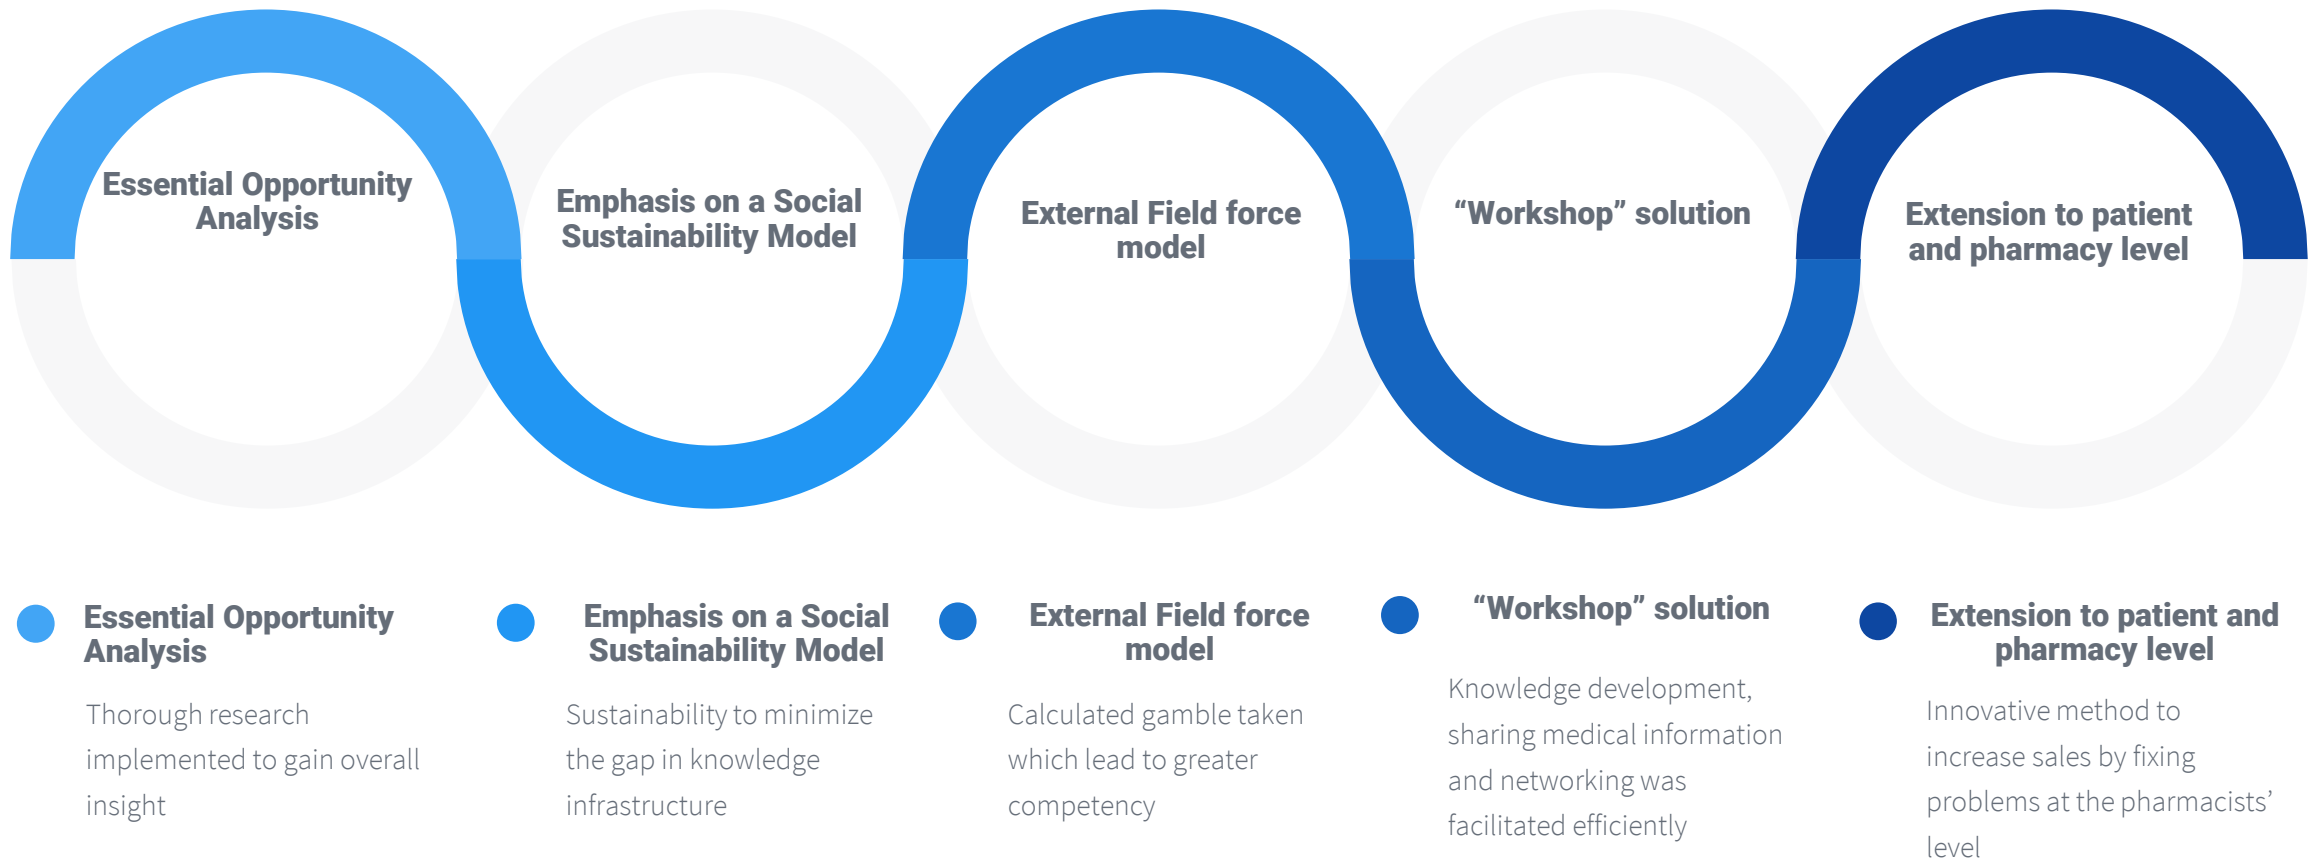 Essential Opportunity
Analysis
Emphasis on a Social
Sustainability Model
External Field force
model
“Workshop” solution
Extension to patient
and pharmacy level
Essential Opportunity
Analysis
Thorough research
implemented to gain overall
insight
Emphasis on a Social
Sustainability Model
Sustainability to minimize
the gap in knowledge
infrastructure
External Field force
model
Calculated gamble taken
which lead to greater
competency
“Workshop” solution
Knowledge development,
sharing medical information
and networking was
facilitated efficiently
Extension to patient and
pharmacy level
Innovative method to
increase sales by fixing
problems at the pharmacists’
level